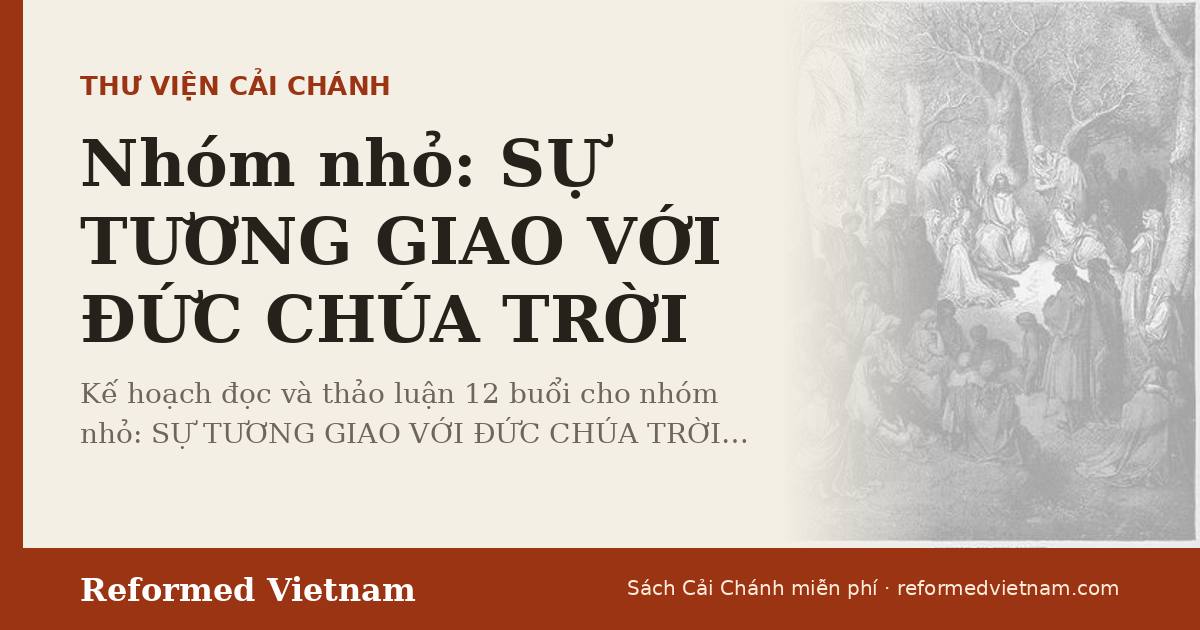 THƯ VIỆN CẢI CHÁNH
Nhóm nhỏ: SỰ
TƯƠNG GIAO VỚI
ĐỨC CHÚA TRỜI
Kế hoạch đọc và thảo luận 12 buổi cho nhóm
nhỏ: SỰ TƯƠNG GIAO VỚI ĐỨC CHÚA TRỜI...
Reformed Vietnam
Sách Cải Chánh miễn phí · reformedvietnam.com